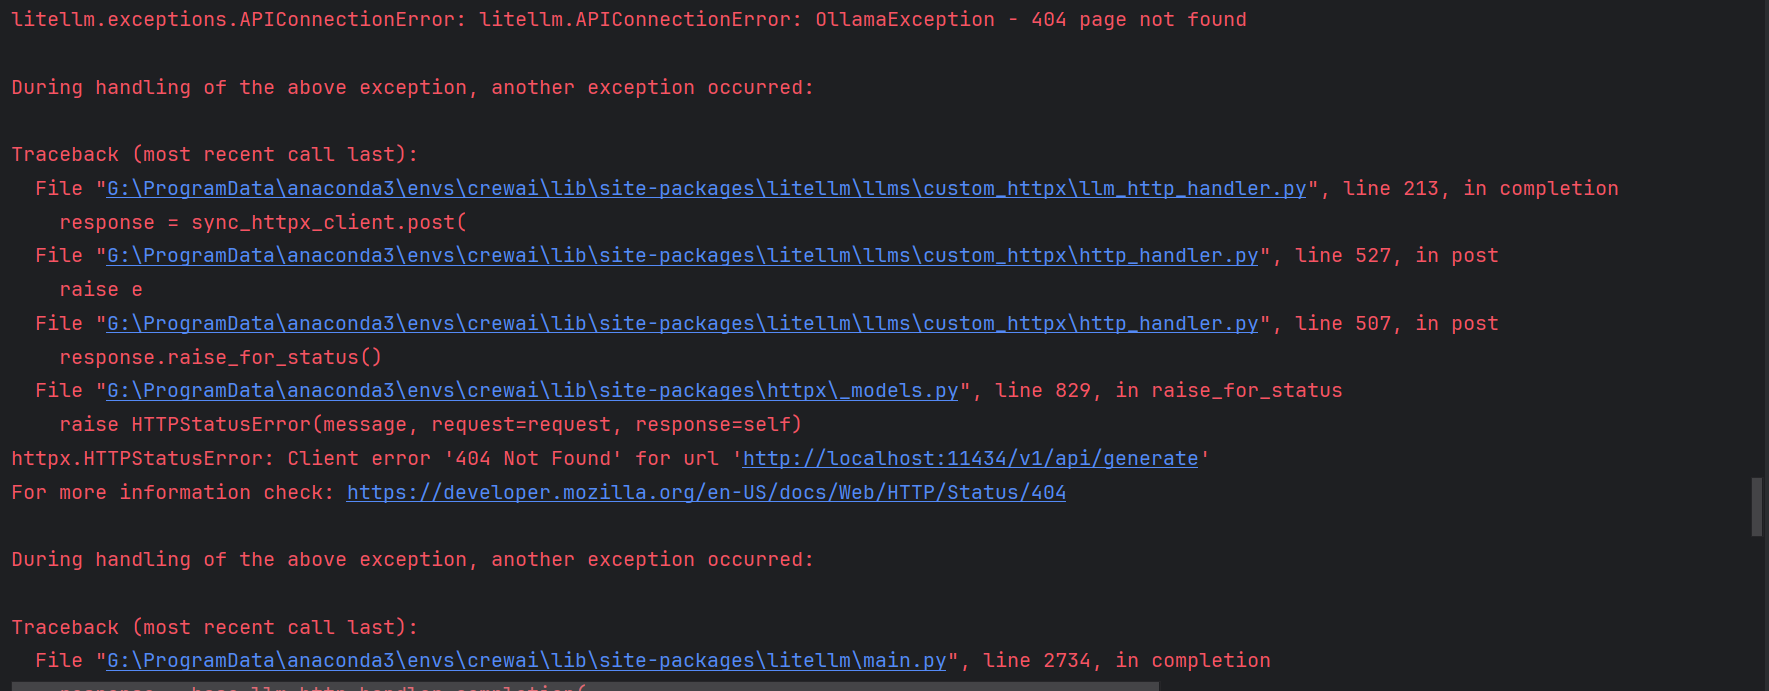 litellm.exceptions.APIConnectionError: litellm.APIConnectionError: OllamaException - 404 page not found
During handling of the above exception, another exception occurred:
Traceback (most recent call last):
File "G:\ProgramData\anaconda3\envs\crewai\lib\site-packages\litellm\llms\custom_httpx\llm_http_handler.py", line 213, in completion
response = sync_httpx_client.post(
File "G:\ProgramData\anaconda3\envs\crewai\lib\site-packages\litellm\llms\custom_httpx\http_handler.py", line 527, in post
raise e
File "G:\ProgramData\anaconda3\envs\crewai\lib\site-packages\litellm\llms\custom_httpx\http_handler.py", line 507, in post
response.raise_for_status()
File "G:\ProgramData\anaconda3\envs\crewai\lib\site-packages\httpx\_models.py", line 829, in raise_for_status
raise HTTPStatusError(message, request=request, response=self)
httpx.HTTPStatusError: Client error '404 Not Found' for url 'http://localhost:11434/v1/api/generate'
For more information check: https://developer.mozilla.org/en-US/docs/Web/HTTP/Status/404
During handling of the above exception, another exception occurred:
Traceback (most recent call last):
File "G:\ProgramData\anaconda3\envs\crewai\lib\site-packages\litellm\main.py", line 2734, in completion